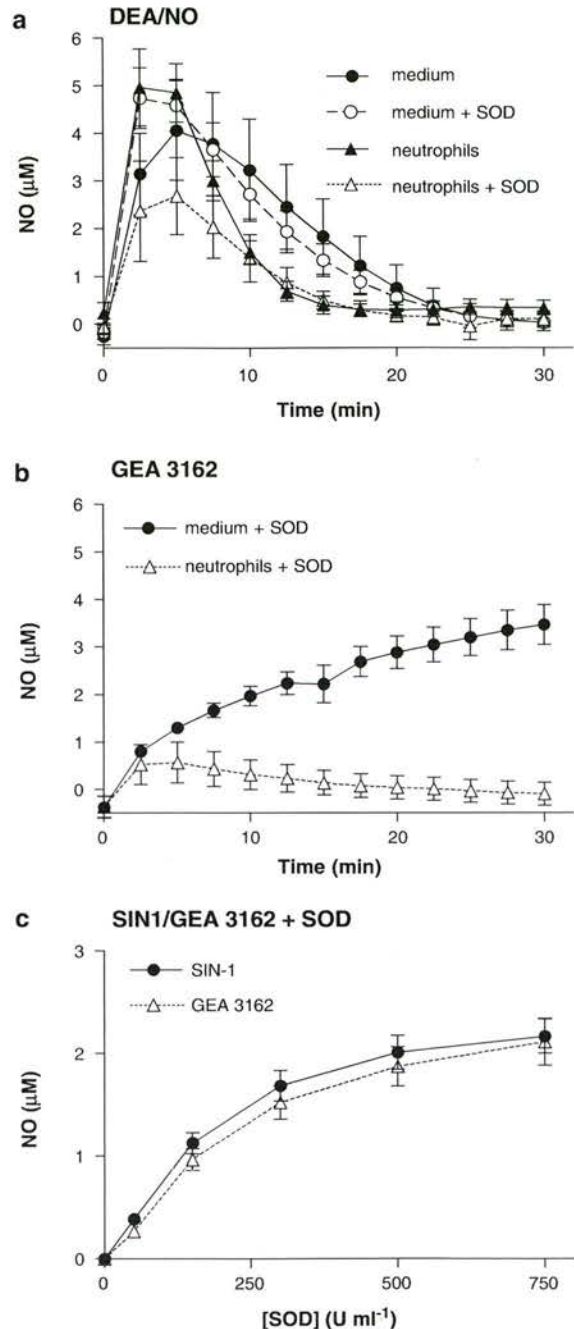 a
DEA/NO
medium
medium + SOD
neutrophils
neutrophils + SOD
NO (μM)
6
5
4
3
2
1
0
0 10 20 30
Time (min)
b
GEA 3162
medium + SOD
neutrophils + SOD
NO (μM)
6
5
4
3
2
1
0
0 10 20 30
Time (min)
c
SIN1/GEA 3162 + SOD
SIN-1
GEA 3162
NO (μM)
3
2
1
0
0 250 500 750
[SOD] (U ml⁻¹)